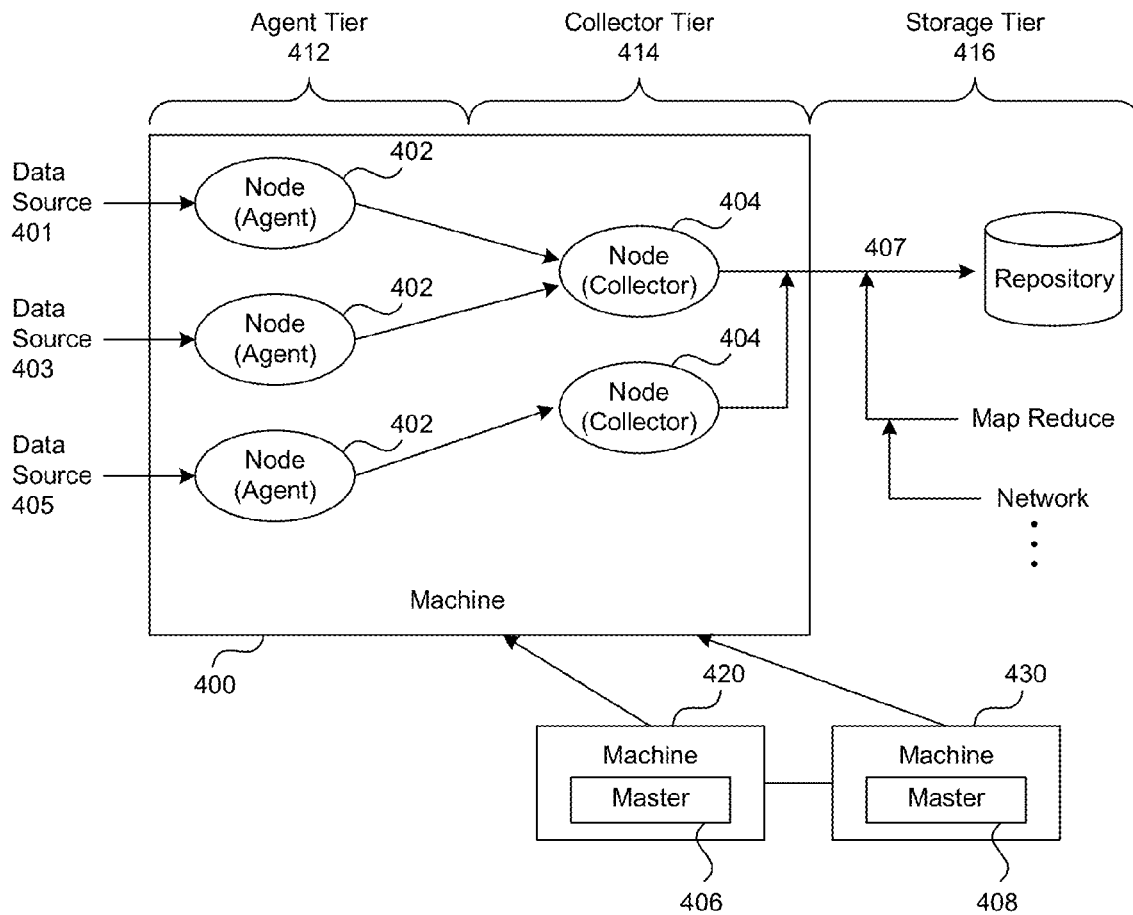 Agent Tier
412
Collector Tier
414
Storage Tier
416
Data
Source
401
Node
(Agent)
402
Node
(Collector)
404
407
Repository
Data
Source
403
Node
(Agent)
402
Node
(Collector)
404
Map Reduce
Data
Source
405
Node
(Agent)
402
Network
Machine
400
420
430
Machine
Master
Machine
Master
406
408